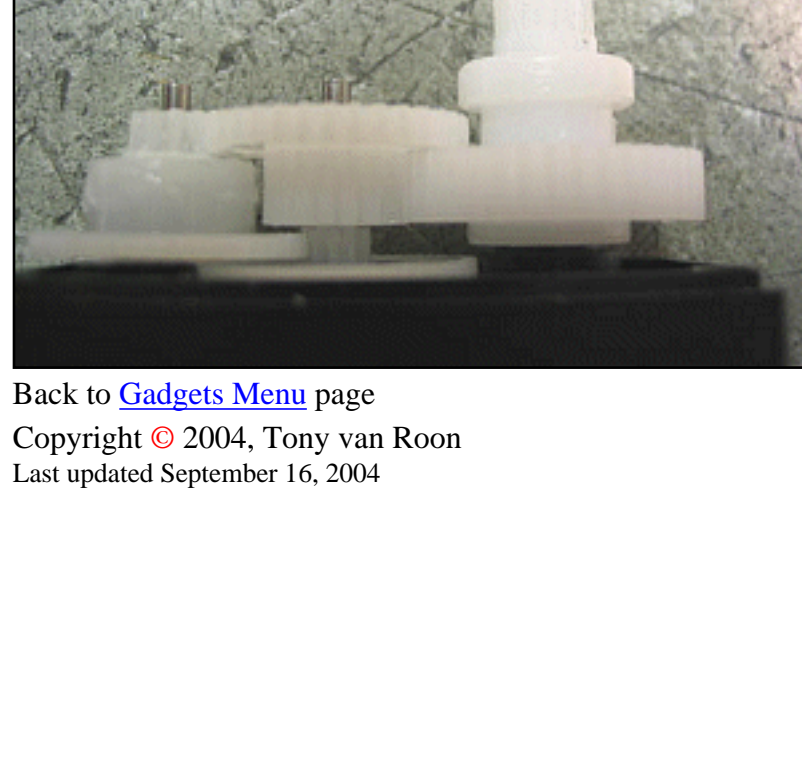 Back to Gadgets Menu page
Copyright © 2004, Tony van Roon
Last updated September 16, 2004